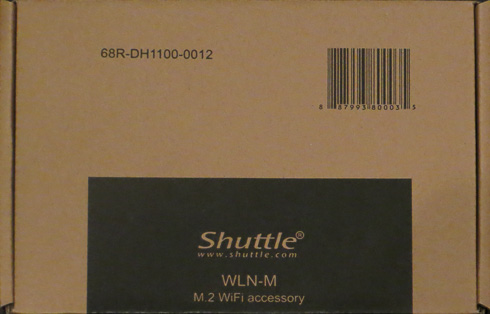 68R-DH1100-0012
8 87993 80003 5
Shuttle®
www.shuttle.com
WLN-M
M.2 WiFi accessory